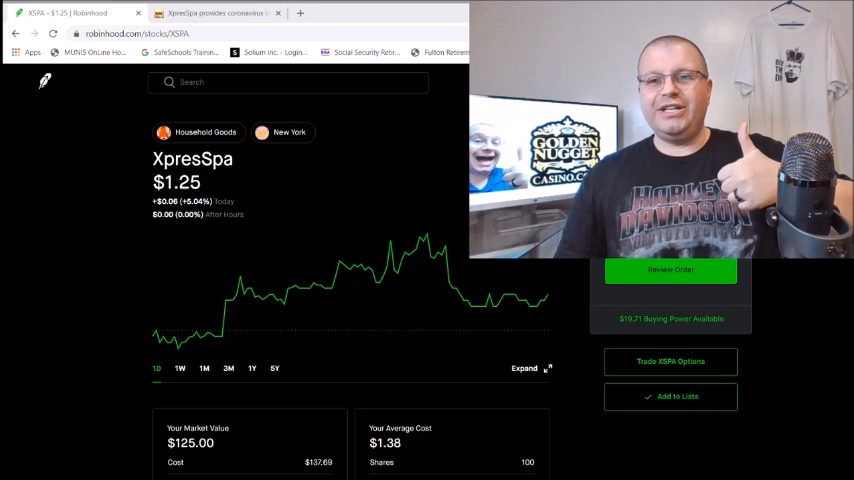 XSPA - $1.25 | Robinhood
XpresSpa provides coronavirus t
robinhood.com/stocks/XSPA
Apps
MUNIS OnLine Ho...
SafeSchools Trainin...
Solium Inc. - Login...
Social Security Retir...
Fulton Retirem
Search
Household Goods
New York
XpresSpa
$1.25
+$0.06 (+5.04%) Today
$0.00 (0.00%) After Hours
1D 1W 1M 3M 1Y 5Y
Expand
Your Market Value
$125.00
Cost $137.69
Your Average Cost
$1.38
Shares 100
GOLDEN
NUGGET
CASINO.CO
HARLEY
DAVIDSON
MOTORCYCLES
Review Order
$19.71 Buying Power Available
Trade XSPA Options
Add to Lists